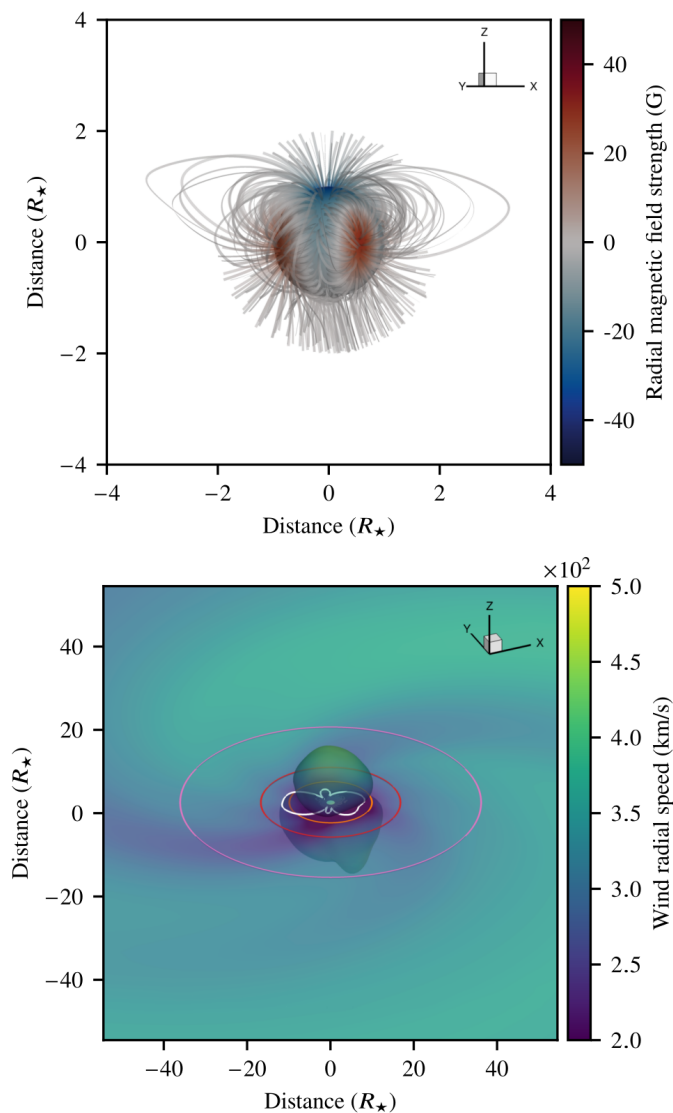 4
2
0
−2
−4
−4
−2
0
2
4
Distance (R★)
Distance (R★)
Z
Y
X
40
20
0
-20
-40
Radial magnetic field strength (G)
×10²
40
20
0
−20
−40
−40
−20
0
20
40
Distance (R★)
Distance (R★)
Z
Y
X
5.0
4.5
4.0
3.5
3.0
2.5
2.0
Wind radial speed (km/s)